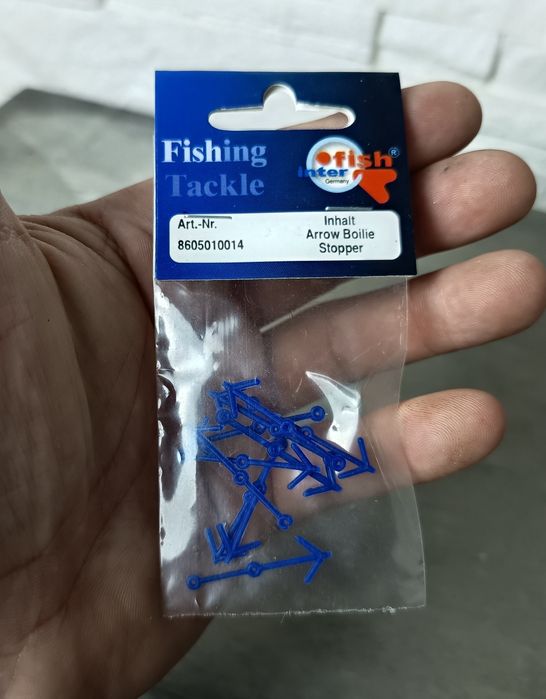 Fishing
Tackle
fish®
inter
Germany
Art.-Nr.
8605010014
Inhalt
Arrow Boilie
Stopper